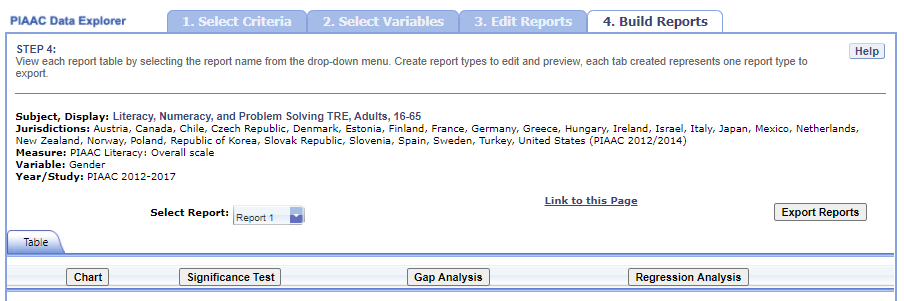 PIAAC Data Explorer
1. Select Criteria
2. Select Variables
3. Edit Reports
4. Build Reports
STEP 4:
Help
View each report table by selecting the report name from the drop-down menu. Create report types to edit and preview, each tab created represents one report type to
export.
Subject, Display: Literacy, Numeracy, and Problem Solving TRE, Adults, 16-65
Jurisdictions: Austria, Canada, Chile, Czech Republic, Denmark, Estonia, Finland, France, Germany, Greece, Hungary, Ireland, Israel, Italy, Japan, Mexico, Netherlands,
New Zealand, Norway, Poland, Republic of Korea, Slovak Republic, Slovenia, Spain, Sweden, Turkey, United States (PIAAC 2012/2014)
Measure: PIAAC Literacy: Overall scale
Variable: Gender
Year/Study: PIAAC 2012-2017
Link to this Page
Select Report: Report 1
Export Reports
Table
Chart
Significance Test
Gap Analysis
Regression Analysis